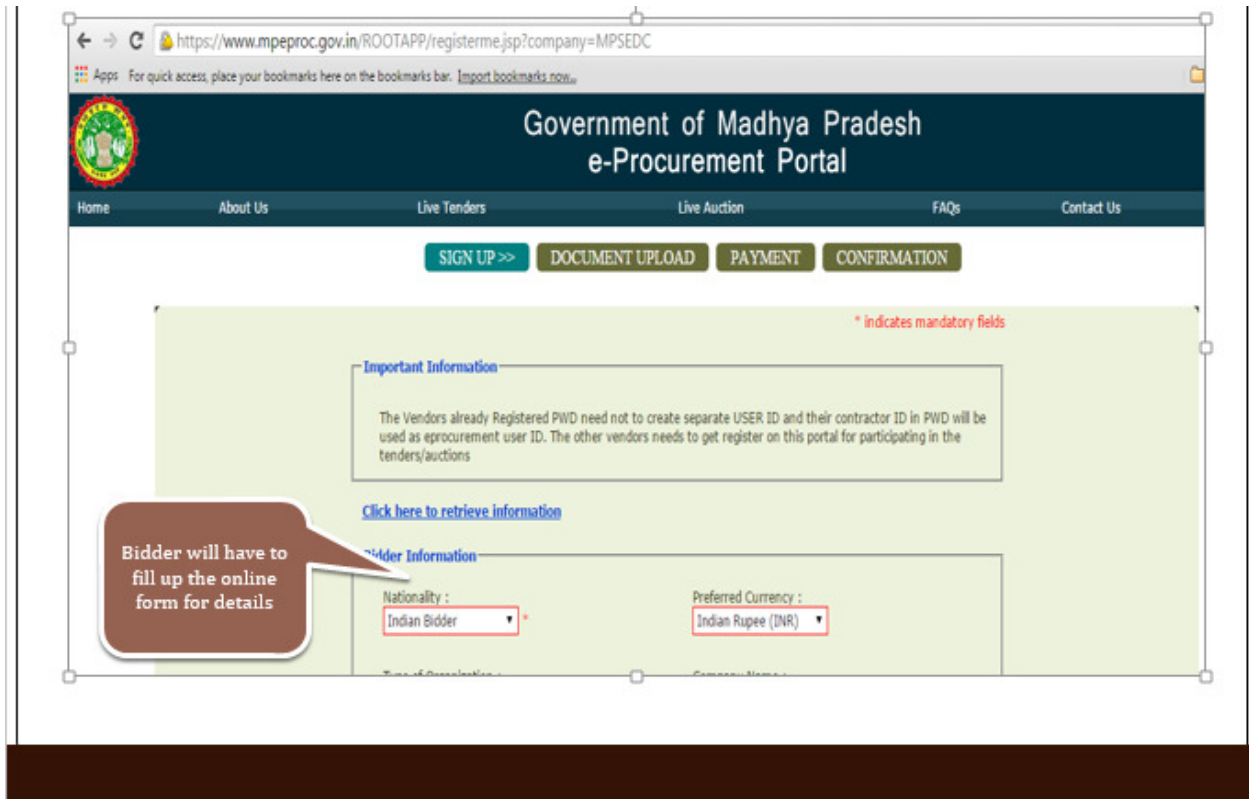 https://www.mpeproc.gov.in/ROOTAPP/registerme.jsp?company=MPSEDC
Apps For quick access, place your bookmarks here on the bookmarks bar. Import bookmarks now...
Government of Madhya Pradesh
e-Procurement Portal
Home About Us Live Tenders Live Auction FAQs Contact Us
SIGN UP >> DOCUMENT UPLOAD PAYMENT CONFIRMATION
* indicates mandatory fields
Important Information
The Vendors already Registered PWD need not to create separate USER ID and their contractor ID in PWD will be
used as eprocurement user ID. The other vendors needs to get register on this portal for participating in the
tenders/auctions
Click here to retrieve information
Bidder will have to
fill up the online
form for details
Bidder Information
Nationality : Preferred Currency :
Indian Bidder * Indian Rupee (INR)
Type of Organization : Company Name :